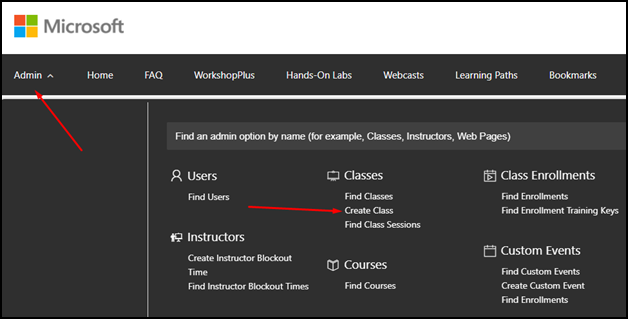 Microsoft
Admin Home FAQ WorkshopPlus Hands-On Labs Webcasts Learning Paths Bookmarks
Find an admin option by name (for example, Classes, Instructors, Web Pages)
Users
Find Users
Instructors
Create Instructor Blockout
Time
Find Instructor Blockout Times
Classes
Find Classes
Create Class
Find Class Sessions
Courses
Find Courses
Class Enrollments
Find Enrollments
Find Enrollment Training Keys
Custom Events
Find Custom Events
Create Custom Event
Find Enrollments